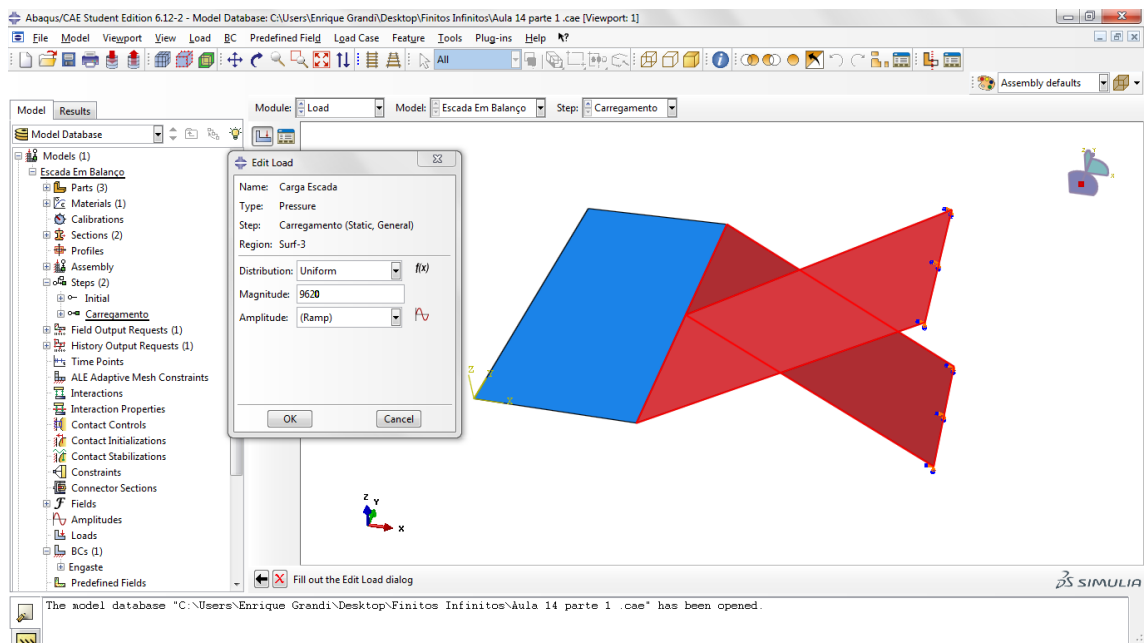 Abaqus/CAE Student Edition 6.12-2 - Model Database: C:\Users\Enrique Grandi\Desktop\Finitos Infinitos\Aula 14 parte 1 .cae [Viewport: 1]
File Model Viewport View Load BC Predefined Field Load Case Feature Tools Plug-ins Help
All
Assembly defaults
Model Results
Module: Load Model: Escada Em Balanço Step: Carregamento
Model Database
Models (1)
Escada Em Balanço
Parts (3)
Materials (1)
Calibrations
Sections (2)
Profiles
Assembly
Steps (2)
Initial
Carregamento
Field Output Requests (1)
History Output Requests (1)
Time Points
ALE Adaptive Mesh Constraints
Interactions
Interaction Properties
Contact Controls
Contact Initializations
Contact Stabilizations
Constraints
Connector Sections
Fields
Amplitudes
Loads
BCs (1)
Engaste
Predefined Fields
Edit Load
Name: Carga Escada
Type: Pressure
Step: Carregamento (Static, General)
Region: Surf-3
Distribution: Uniform f(x)
Magnitude: 9620
Amplitude: (Ramp)
OK Cancel
Z
Y
X
Z
Y
X
Fill out the Edit Load dialog
SIMULIA
The model database "C:\Users\Enrique Grandi\Desktop\Finitos Infinitos\Aula 14 parte 1 .cae" has been opened.